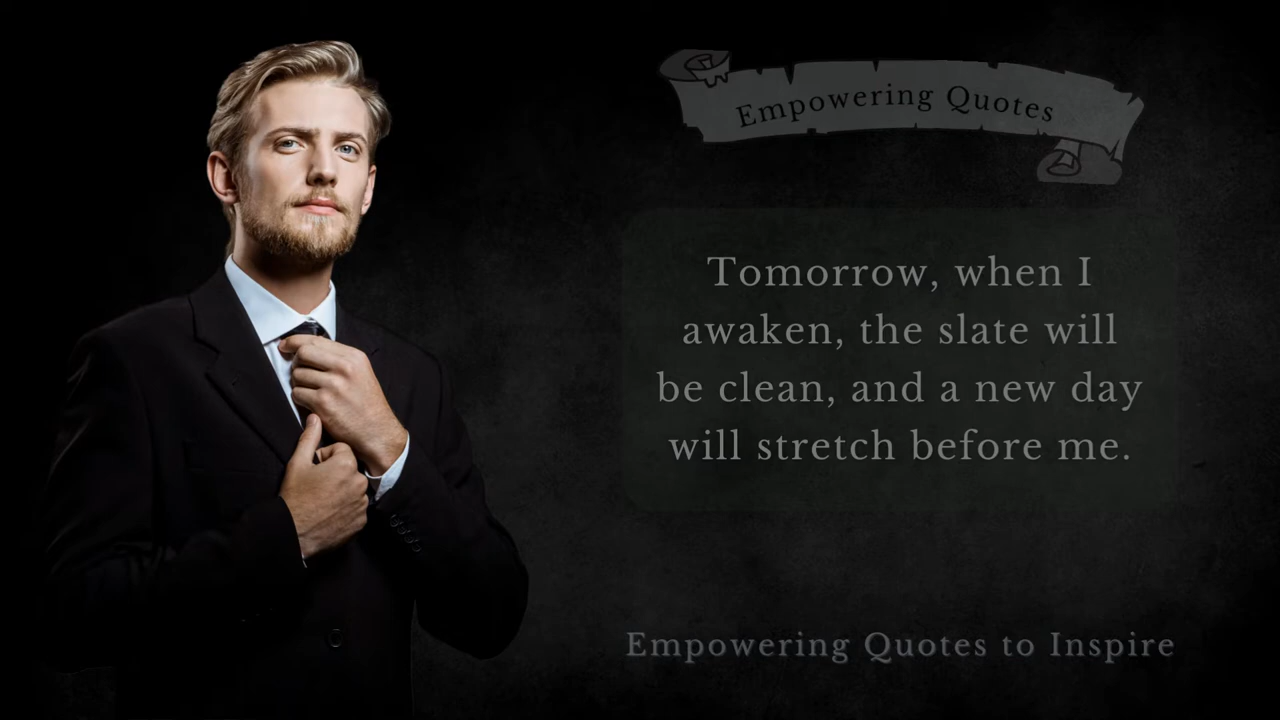 Empowering Quotes
Tomorrow, when I
awaken, the slate will
be clean, and a new day
will stretch before me.
Empowering Quotes to Inspire